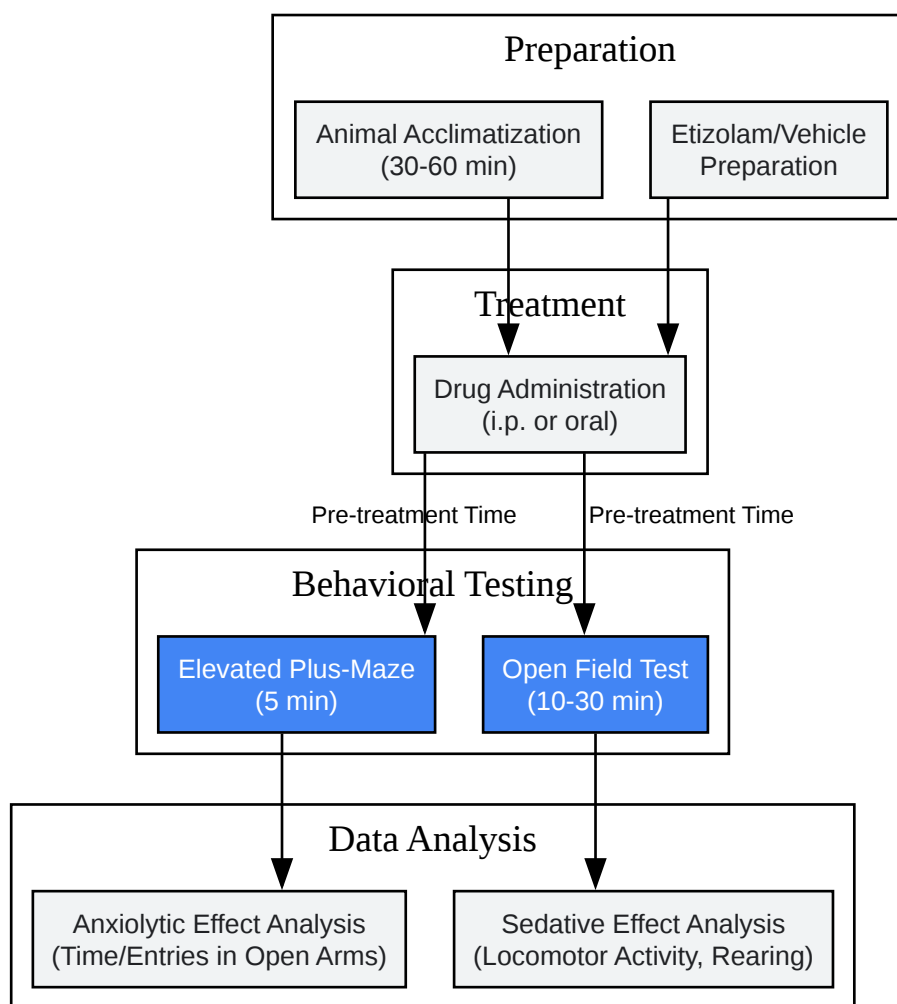 Preparation
Animal Acclimatization
(30-60 min)
Etizolam/Vehicle
Preparation
Treatment
Drug Administration
(i.p. or oral)
Pre-treatment Time
Pre-treatment Time
Behavioral Testing
Elevated Plus-Maze
(5 min)
Open Field Test
(10-30 min)
Data Analysis
Anxiolytic Effect Analysis
(Time/Entries in Open Arms)
Sedative Effect Analysis
(Locomotor Activity, Rearing)